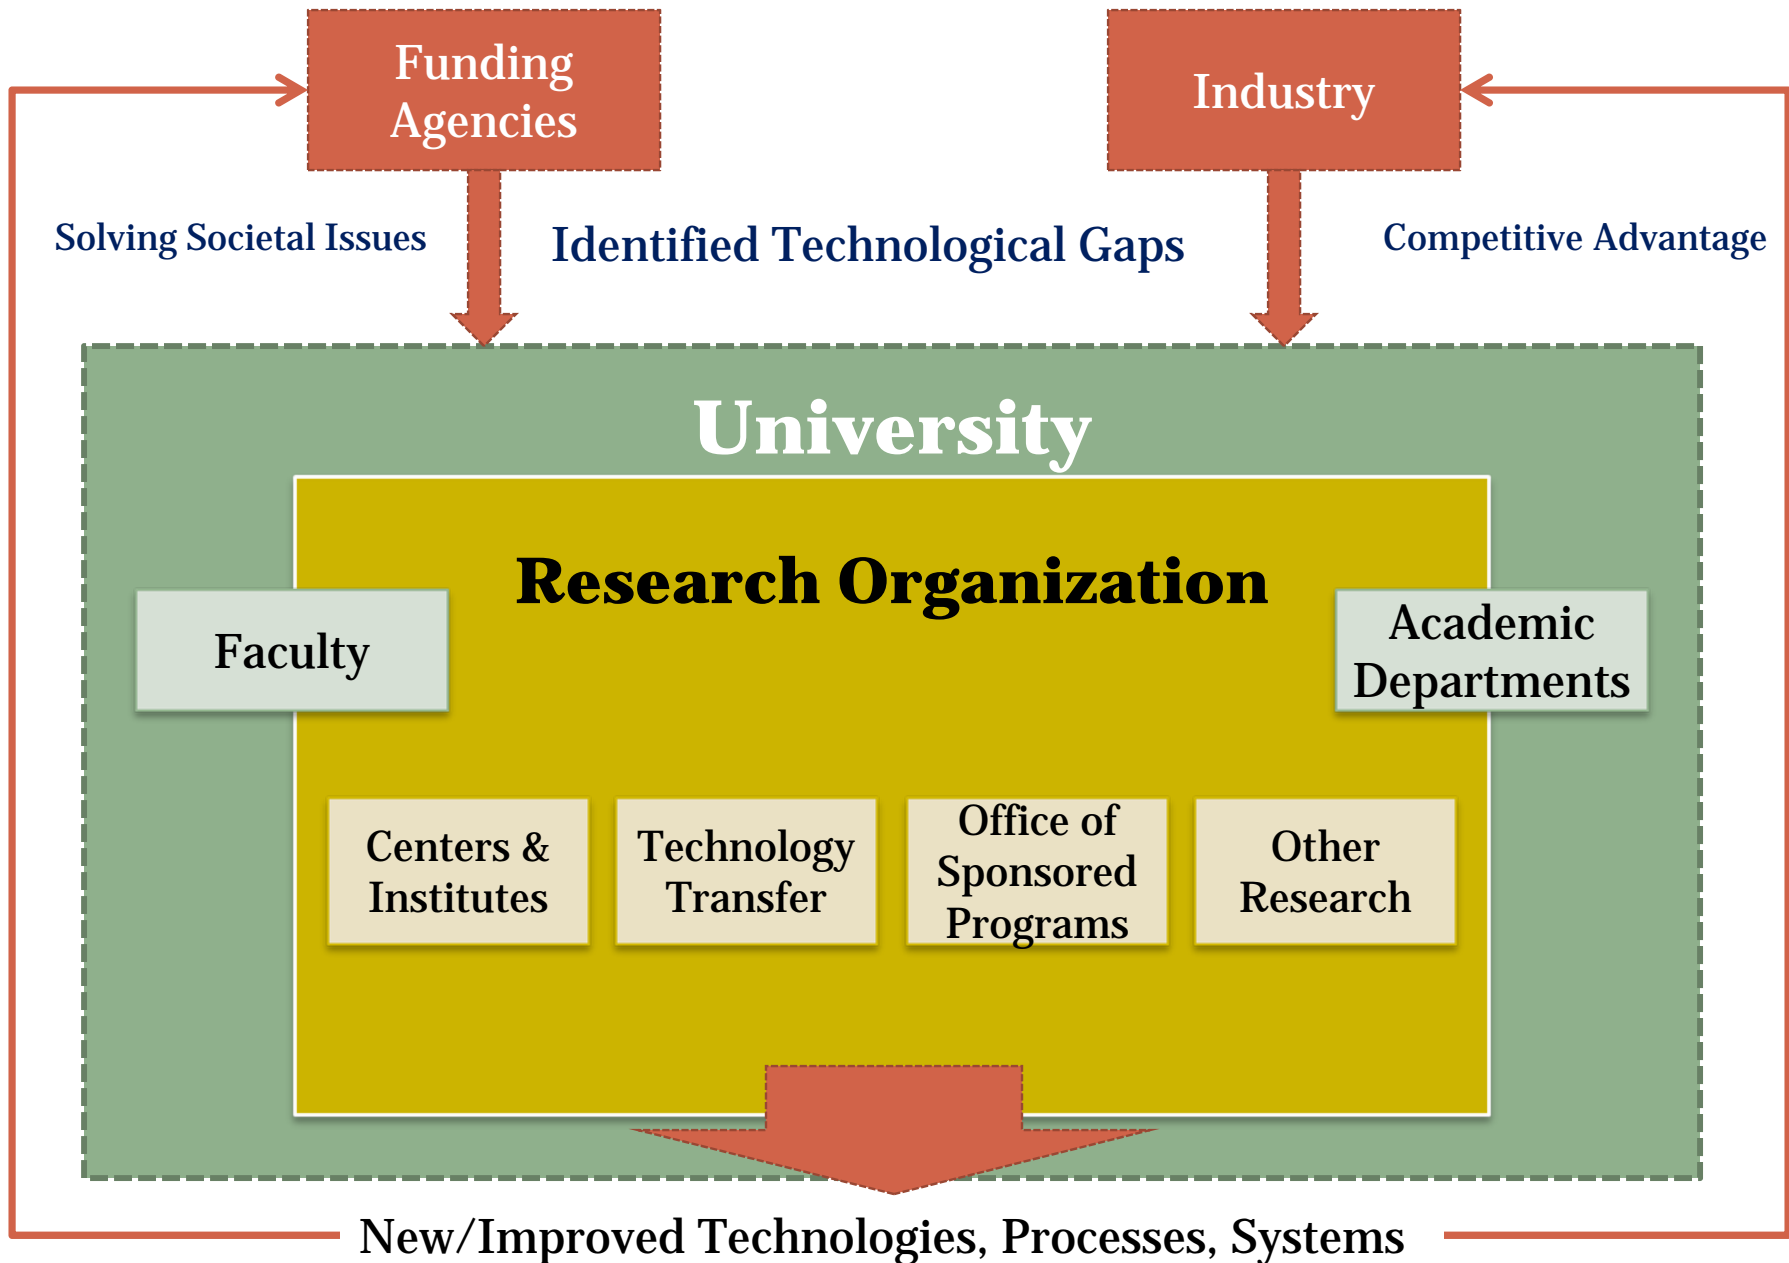 Funding
Agencies
Industry
Solving Societal Issues
Identified Technological Gaps
Competitive Advantage
University
Research Organization
Faculty
Academic
Departments
Centers &
Institutes
Technology
Transfer
Office of
Sponsored
Programs
Other
Research
New/Improved Technologies, Processes, Systems